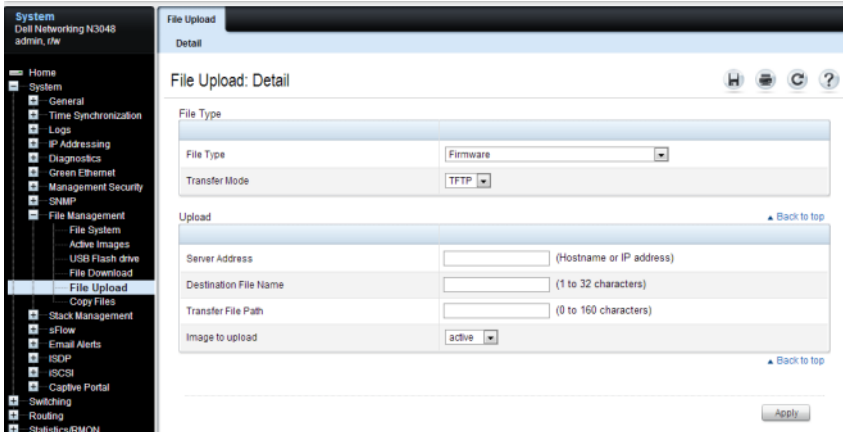 System
Dell Networking N3048
admin, r/w
Home
System
General
Time Synchronization
Logs
IP Addressing
Diagnostics
Green Ethernet
Management Security
SNMP
File Management
File System
Active Images
USB Flash drive
File Download
File Upload
Copy Files
Stack Management
sFlow
Email Alerts
ISDP
iSCSI
Captive Portal
Switching
Routing
Statistics/RMON
File Upload
Detail
File Upload: Detail
File Type
File Type Firmware
Transfer Mode TFTP
Upload Back to top
Server Address (Hostname or IP address)
Destination File Name (1 to 32 characters)
Transfer File Path (0 to 160 characters)
Image to upload active
Back to top
Apply